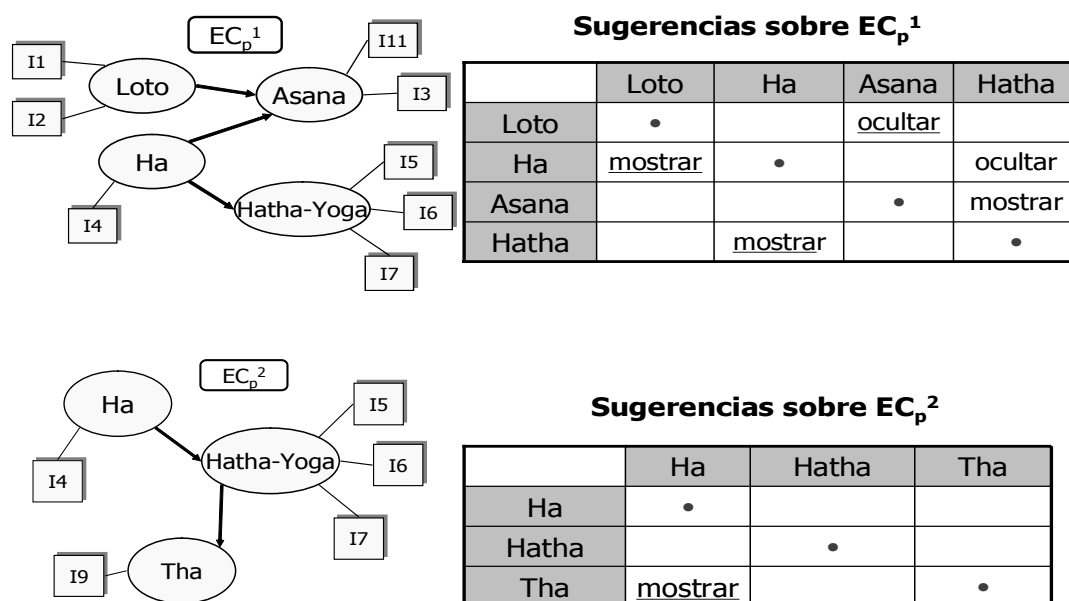 ECp1
I1
I11
Loto
Asana
I3
I2
Ha
I5
Hatha-Yoga
I6
I4
I7
Sugerencias sobre ECp1
Loto Ha Asana Hatha
Loto • ocultar
Ha mostrar • ocultar
Asana • mostrar
Hatha mostrar •
ECp2
Ha
I5
Hatha-Yoga
I6
I4
I7
I9
Tha
Sugerencias sobre ECp2
Ha Hatha Tha
Ha •
Hatha •
Tha mostrar •